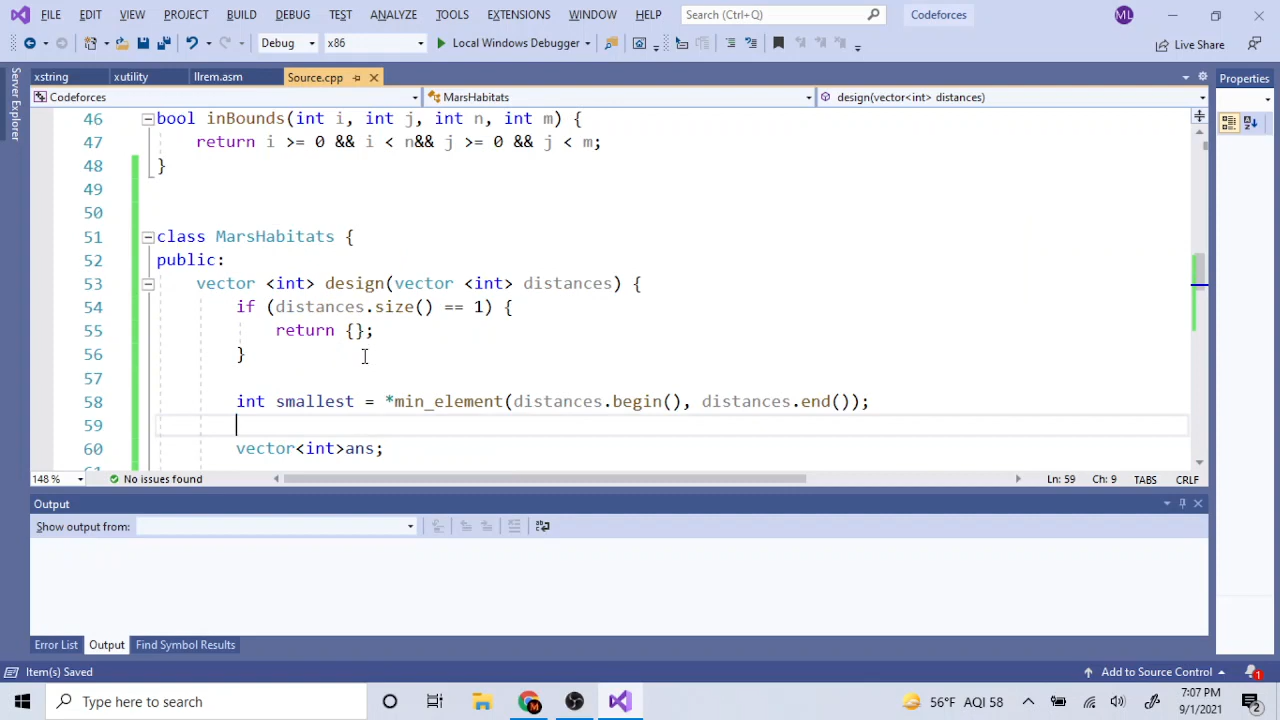 FILE EDIT VIEW PROJECT BUILD DEBUG TEST ANALYZE TOOLS EXTENSIONS WINDOW HELP Search (Ctrl+Q) Codeforces ML
Debug x86 Local Windows Debugger Live Share
xstring xutility llrem.asm Source.cpp Properties
Server Explorer
Codeforces MarsHabitats design(vector<int> distances)
46 bool inBounds(int i, int j, int n, int m) {
47 return i >= 0 && i < n&& j >= 0 && j < m;
48 }
49
50
51 class MarsHabitats {
52 public:
53 vector <int> design(vector <int> distances) {
54 if (distances.size() == 1) {
55 return {};
56 }
57
58 int smallest = *min_element(distances.begin(), distances.end());
59
60 vector<int>ans;
148 % No issues found Ln: 59 Ch: 9 TABS CRLF
Output
Show output from:
Error List Output Find Symbol Results
Item(s) Saved Add to Source Control 1
Type here to search 56°F AQI 58 7:07 PM
9/1/2021 2